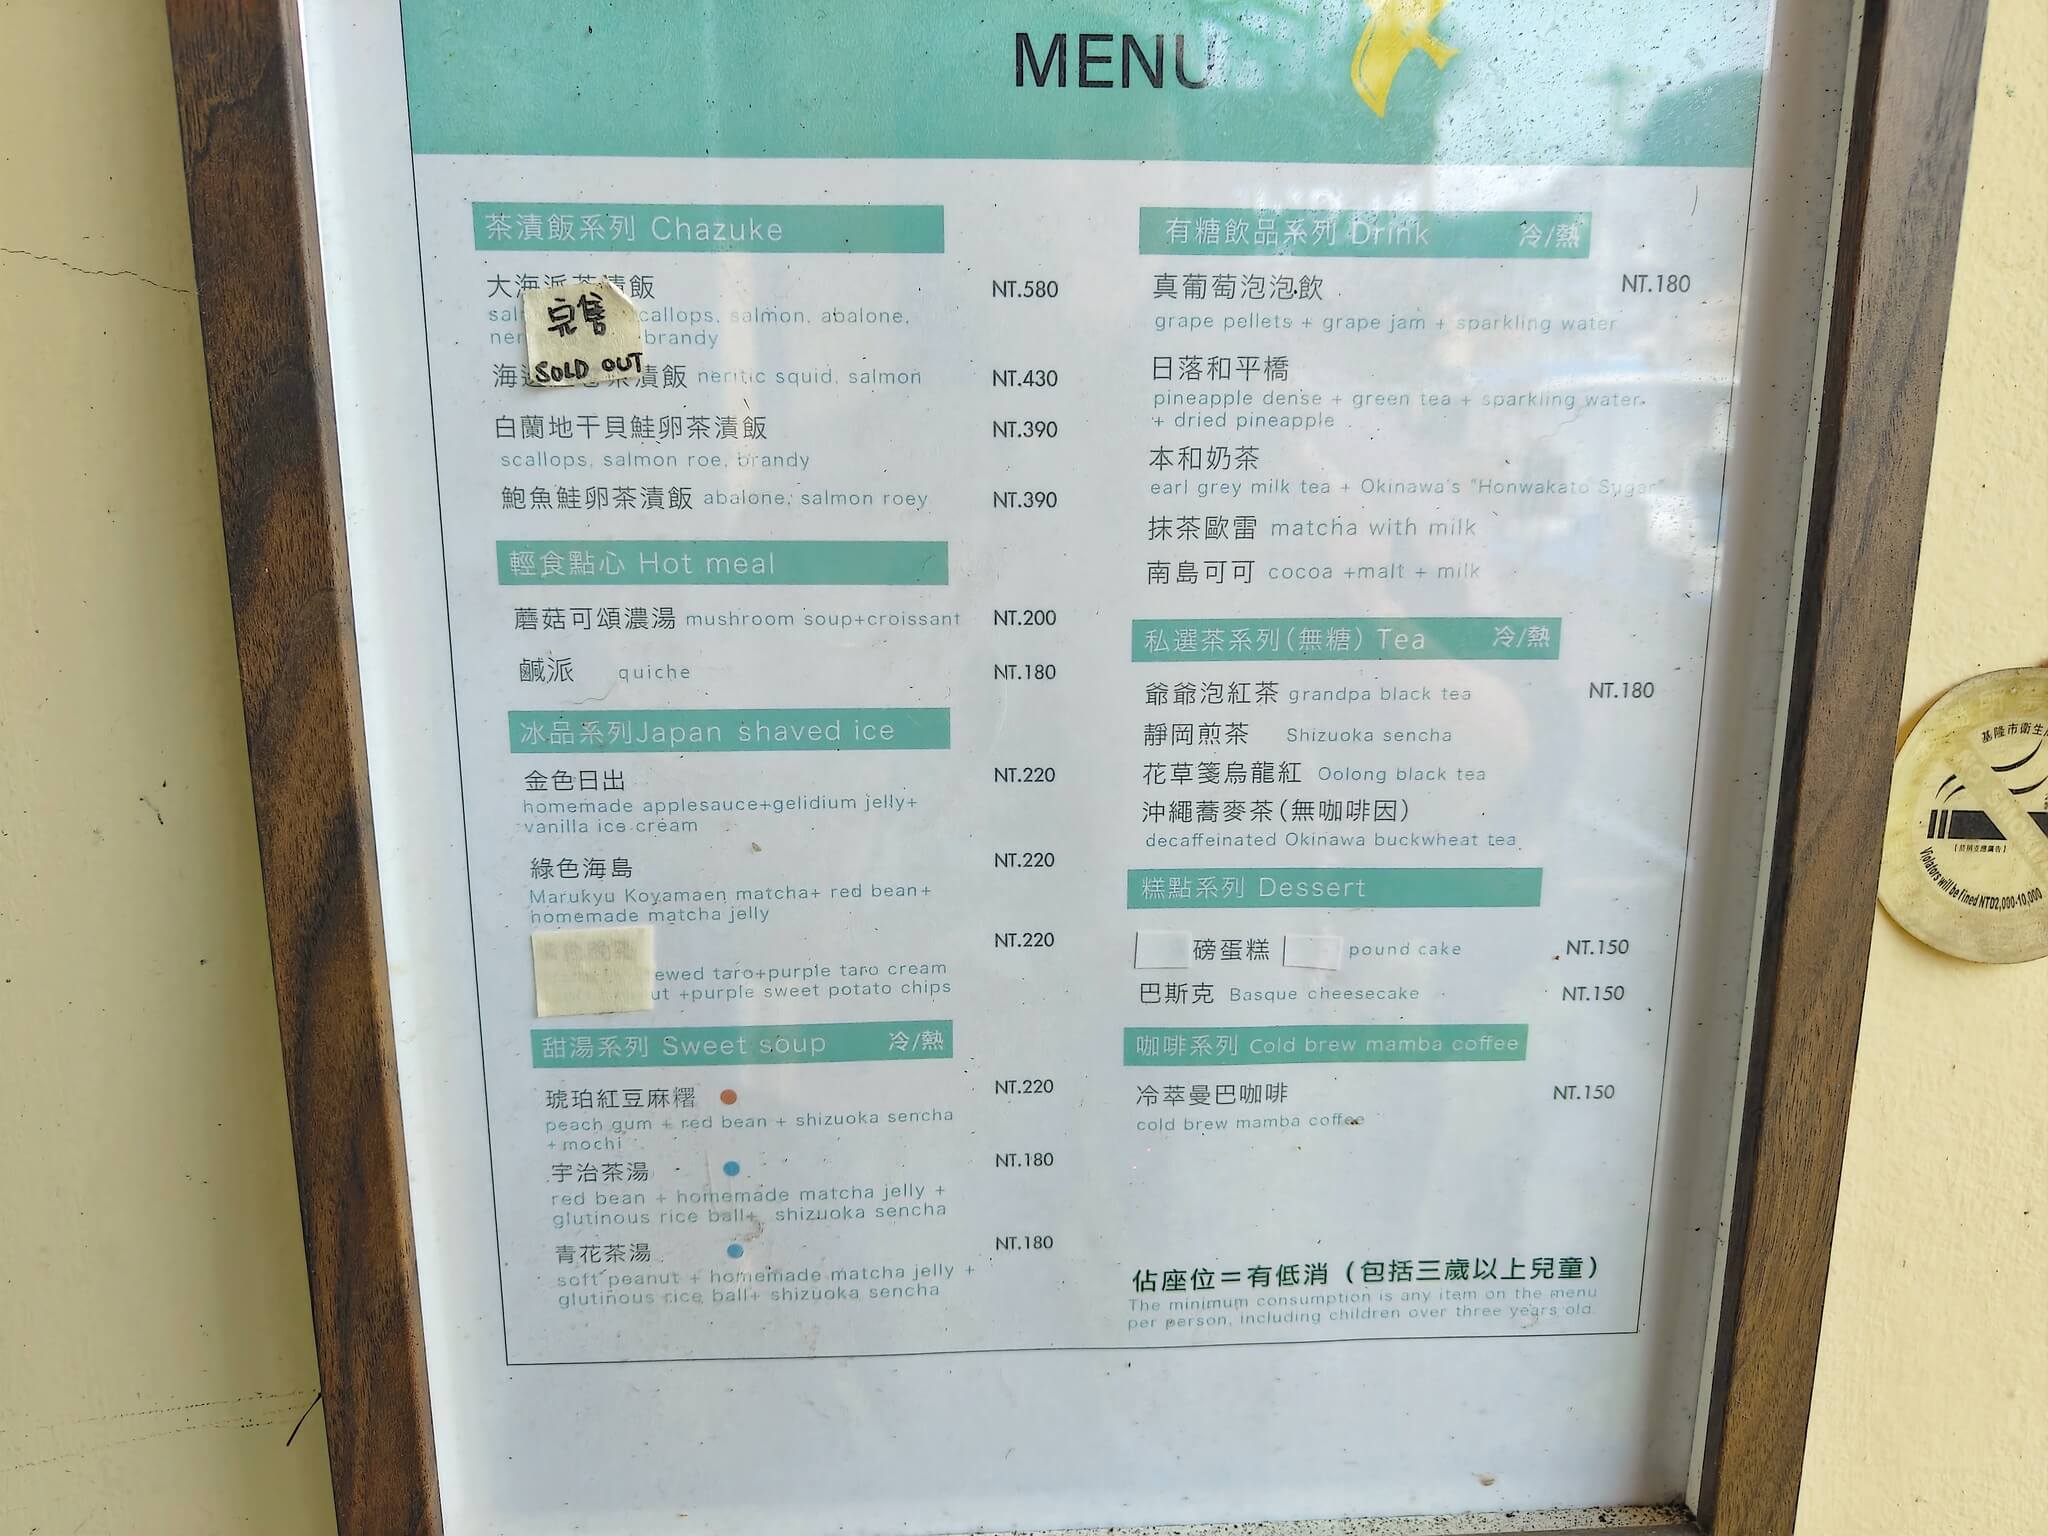 MENU
茶漬飯系列 Chazuke
大海派茶漬飯 NT.580
callops, salmon, abalone,
brandy
完售
SOLD OUT
茶漬飯 neritic squid, salmon NT.430
白蘭地干貝鮭卵茶漬飯 NT.390
scallops, salmon roe, brandy
鮑魚鮭卵茶漬飯 abalone, salmon roey NT.390
輕食點心 Hot meal
蘑菇可頌濃湯 mushroom soup+croissant NT.200
鹹派 quiche NT.180
冰品系列Japan shaved ice
金色日出 NT.220
homemade applesauce+gelidium jelly+
vanilla ice cream
綠色海島 NT.220
Marukyu Koyamaen matcha+ red bean+
homemade matcha jelly
NT.220
ewed taro+purple taro cream
ut +purple sweet potato chips
甜湯系列 Sweet soup 冷/熱
琥珀紅豆麻糬 NT.220
peach gum + red bean + shizuoka sencha
+ mochi
宇治茶湯 NT.180
red bean + homemade matcha jelly +
glutinous rice ball+ shizuoka sencha
青花茶湯 NT.180
soft peanut + homemade matcha jelly +
glutinous rice ball+ shizuoka sencha
有糖飲品系列 Drink 冷/熱
真葡萄泡泡飲 NT.180
grape pellets + grape jam + sparkling water
日落和平橋
pineapple dense + green tea + sparkling water
+ dried pineapple
本和奶茶
earl grey milk tea + Okinawa's "Honwakato Sugar"
抹茶歐雷 matcha with milk
南島可可 cocoa +malt + milk
私選茶系列(無糖) Tea 冷/熱
爺爺泡紅茶 grandpa black tea NT.180
靜岡煎茶 Shizuoka sencha
花草箋烏龍紅 Oolong black tea
沖繩蕎麥茶(無咖啡因)
decaffeinated Okinawa buckwheat tea
糕點系列 Dessert
磅蛋糕 pound cake NT.150
巴斯克 Basque cheesecake NT.150
咖啡系列 Cold brew mamba coffee
冷萃曼巴咖啡 NT.150
cold brew mamba coffee
佔座位=有低消(包括三歲以上兒童)
The minimum consumption is any item on the menu
per person, including children over three years old.
基隆市衛生
Violators will be fined NTD2,000-10,000